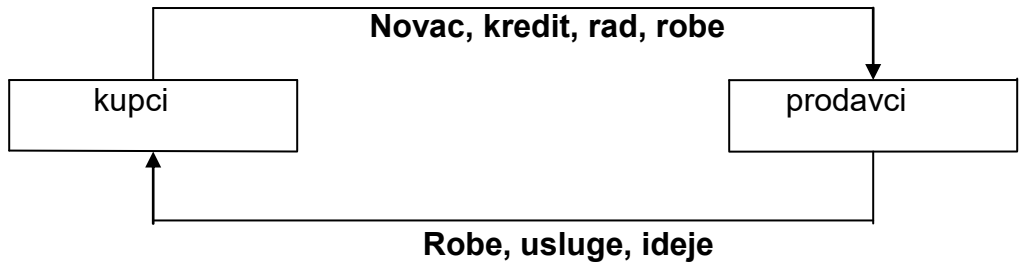 Novac, kredit, rad, robe
kupci
prodavci
Robe, usluge, ideje